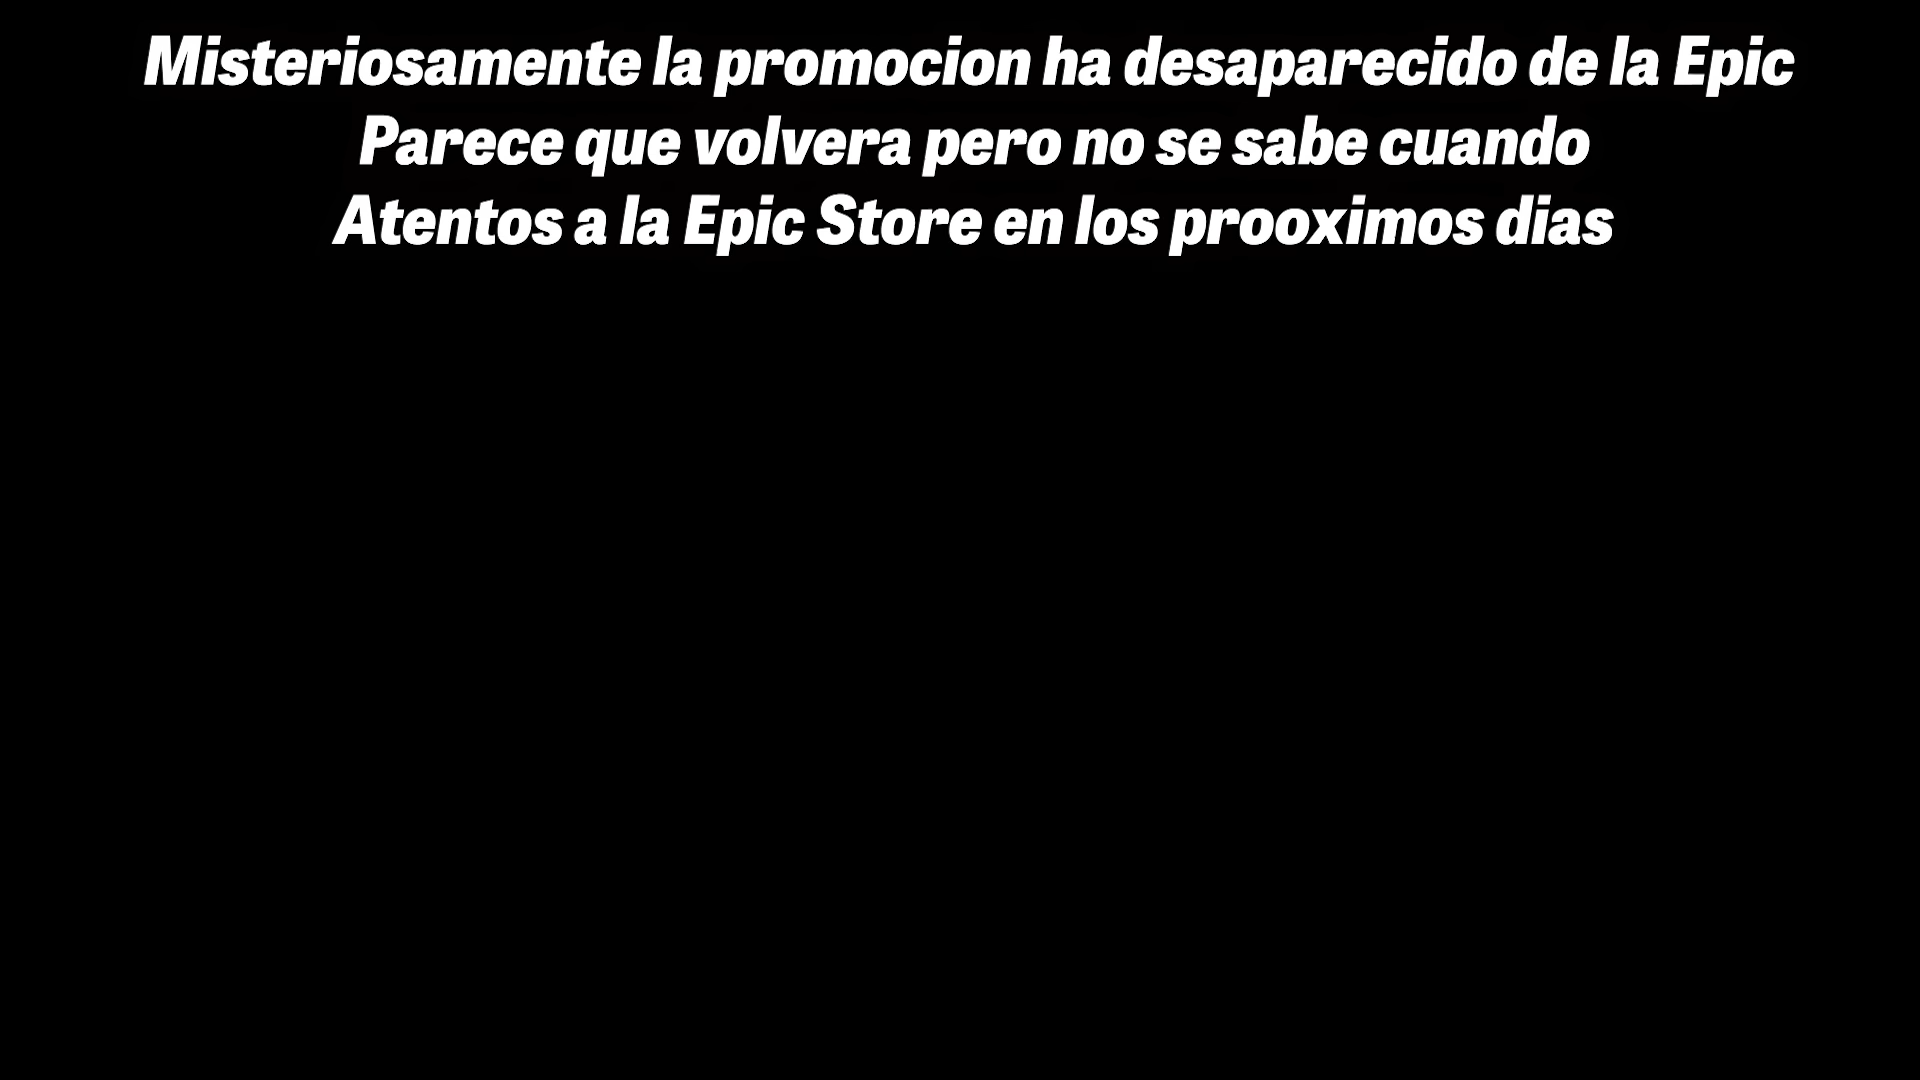 Misteriosamente la promocion ha desaparecido de la Epic
Parece que volvera pero no se sabe cuando
Atentos a la Epic Store en los prooximos dias